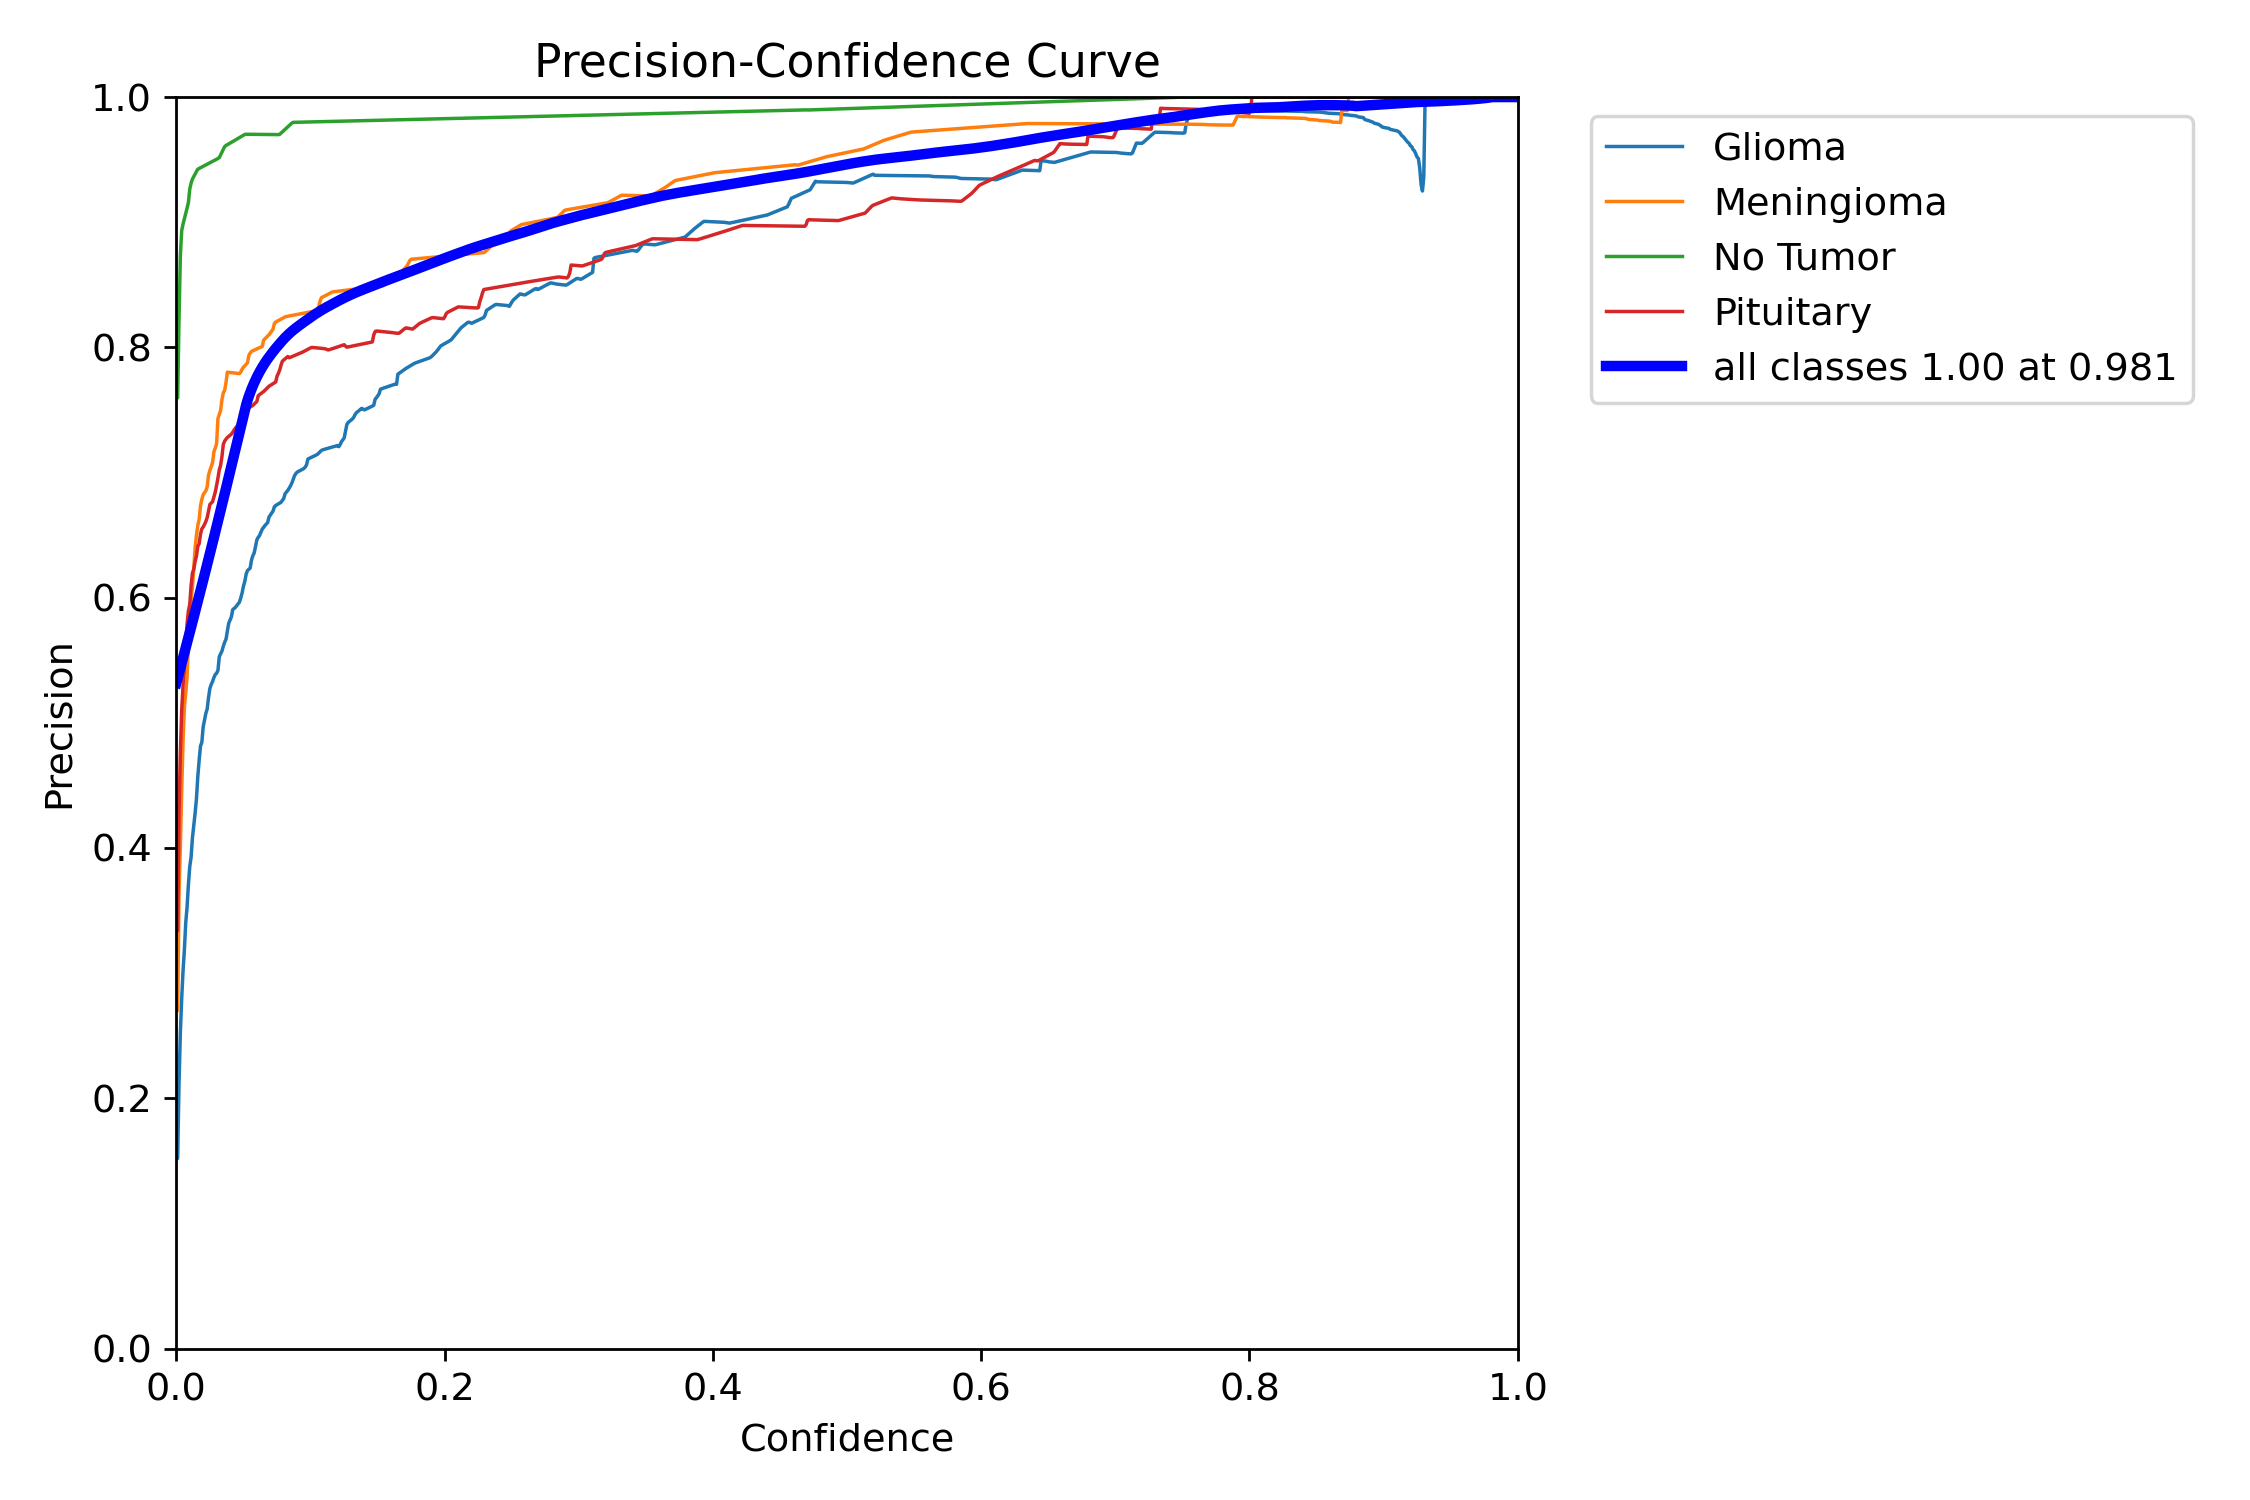 Precision-Confidence Curve
1.0
0.8
0.6
0.4
0.2
0.0
Precision
0.0 0.2 0.4 0.6 0.8 1.0
Confidence
Glioma
Meningioma
No Tumor
Pituitary
all classes 1.00 at 0.981